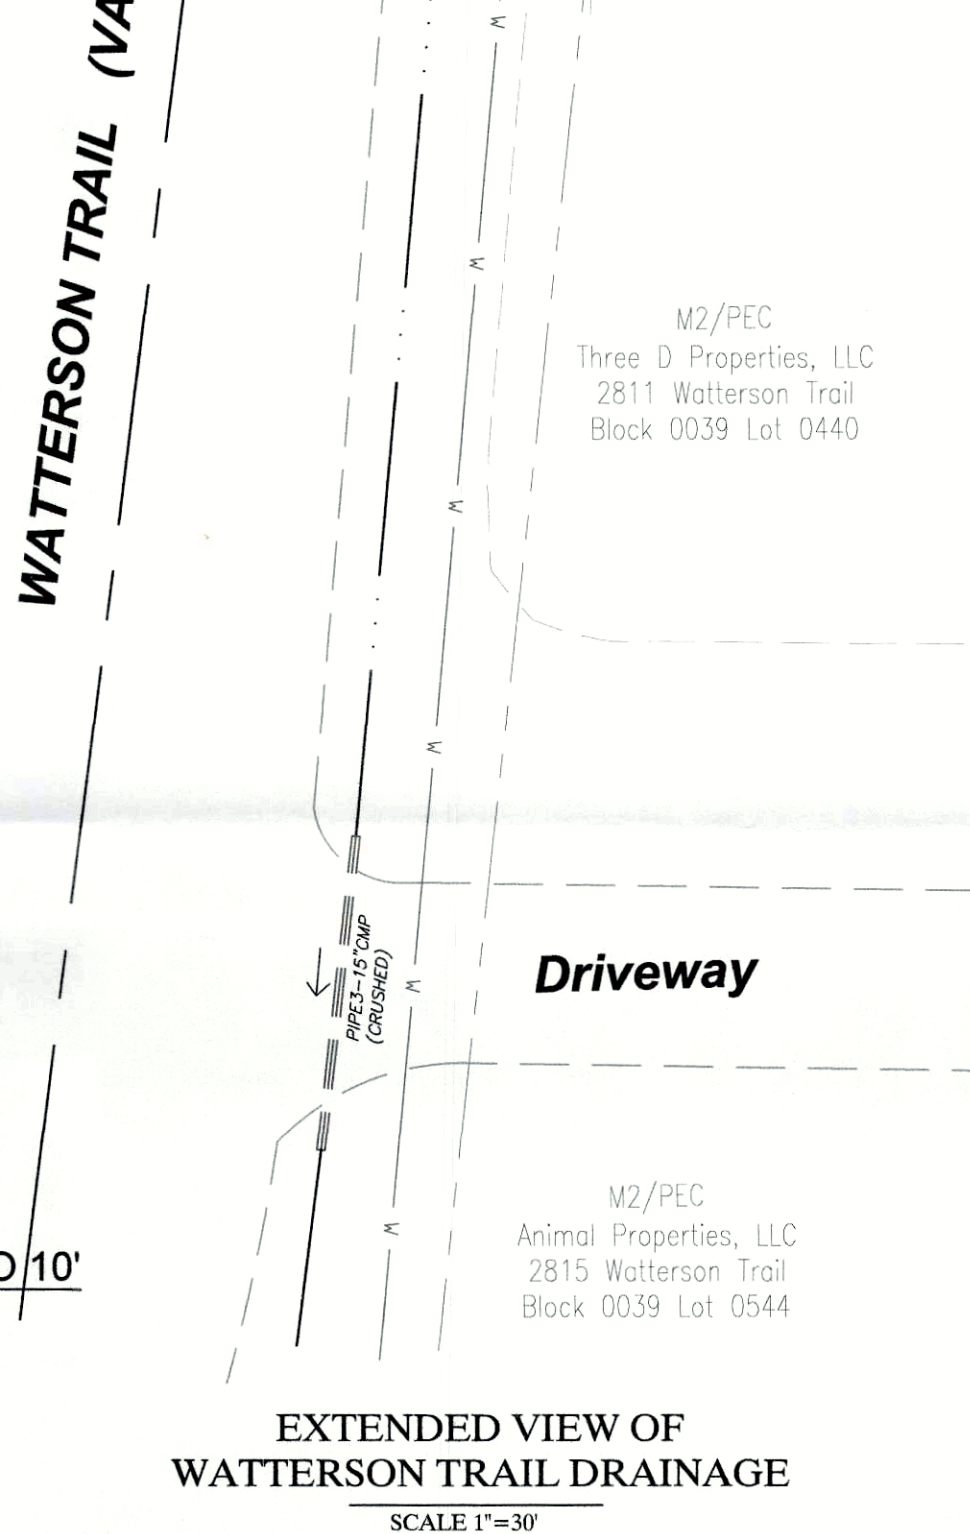 WATTERSON TRAIL (VA
W
W
M2/PEC
Three D Properties, LLC
2811 Watterson Trail
Block 0039 Lot 0440
W
W
PIPE3-15"CMP
(CRUSHED)
W
Driveway
M2/PEC
Animal Properties, LLC
2815 Watterson Trail
Block 0039 Lot 0544
W
O 10'
EXTENDED VIEW OF
WATTERSON TRAIL DRAINAGE
SCALE 1"=30'